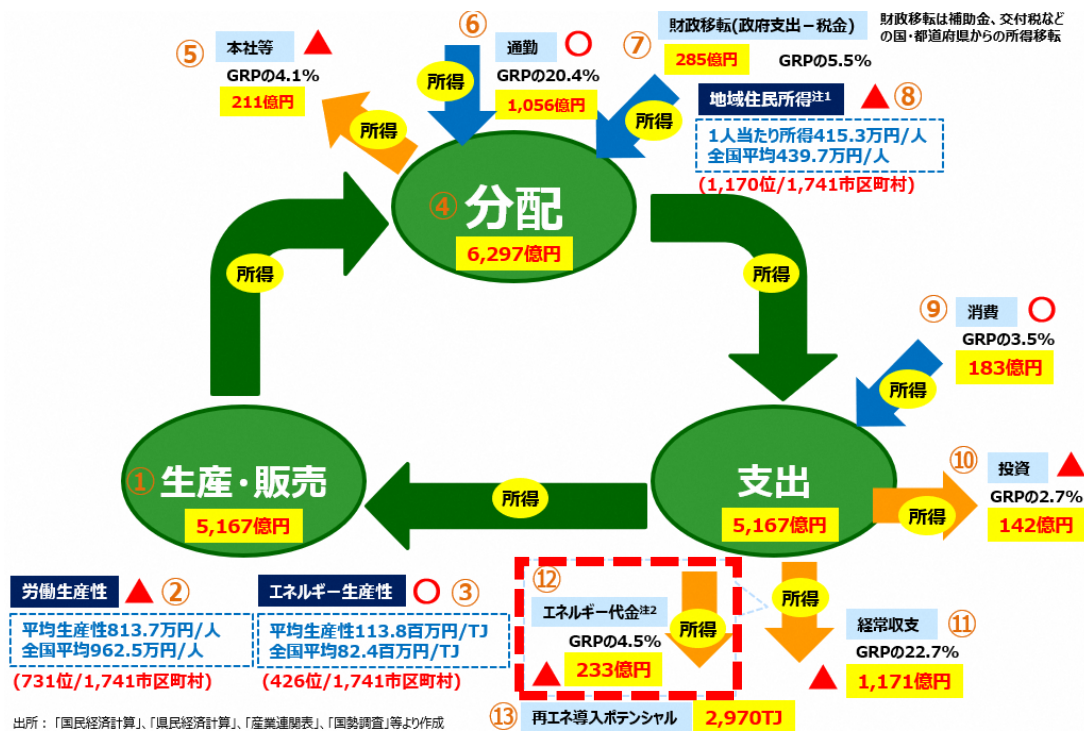 ⑤
本社等 ▲
GRPの4.1%
211億円
所得
⑥
通勤 ○
GRPの20.4%
1,056億円
所得
⑦
財政移転(政府支出－税金)
285億円 GRPの5.5%
所得
財政移転は補助金、交付税など
の国・都道府県からの所得移転
地域住民所得注1 ▲ ⑧
1人当たり所得415.3万円/人
全国平均439.7万円/人
(1,170位/1,741市区町村)
④ 分配
6,297億円
所得
所得
⑨ 消費 ○
GRPの3.5%
183億円
所得
① 生産・販売
5,167億円
所得
支出
5,167億円
⑩ 投資 ▲
GRPの2.7%
142億円
所得
労働生産性 ▲ ②
平均生産性813.7万円/人
全国平均962.5万円/人
(731位/1,741市区町村)
エネルギー生産性 ○ ③
平均生産性113.8百万円/TJ
全国平均82.4百万円/TJ
(426位/1,741市区町村)
⑫
エネルギー代金注2
GRPの4.5%
▲ 233億円
所得
所得
経常収支 ⑪
GRPの22.7%
▲ 1,171億円
⑬ 再エネ導入ポテンシャル 2,970TJ
出所：「国民経済計算」、「県民経済計算」、「産業連関表」、「国勢調査」等より作成